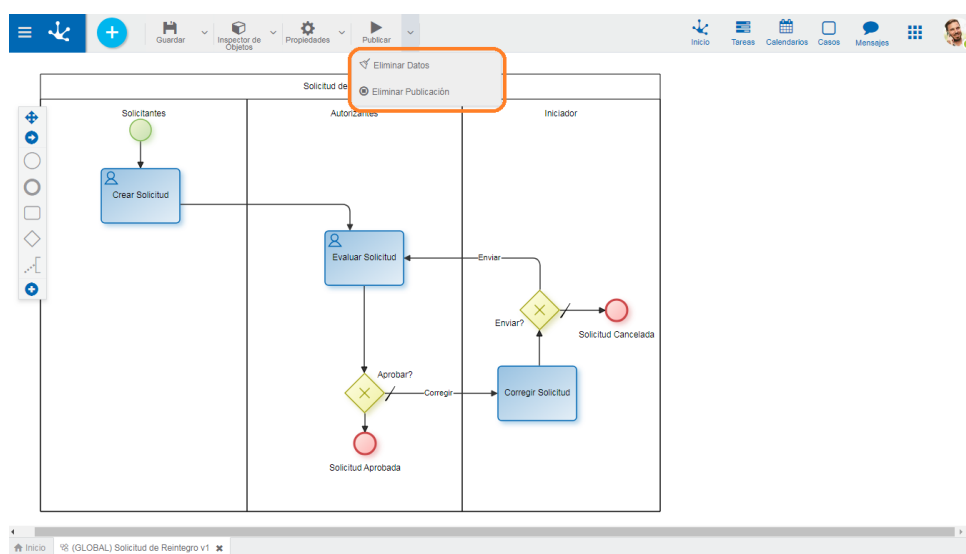 Guardar
Inspector de
Objetos
Propiedades
Publicar
Inicio
Tareas
Calendarios
Casos
Mensajes
Eliminar Datos
Eliminar Publicación
Solicitud de
Solicitantes
Autorizantes
Iniciador
Crear Solicitud
Evaluar Solicitud
Enviar
Enviar?
Solicitud Cancelada
Aprobar?
Corregir
Corregir Solicitud
Solicitud Aprobada
Inicio
(GLOBAL) Solicitud de Reintegro v1